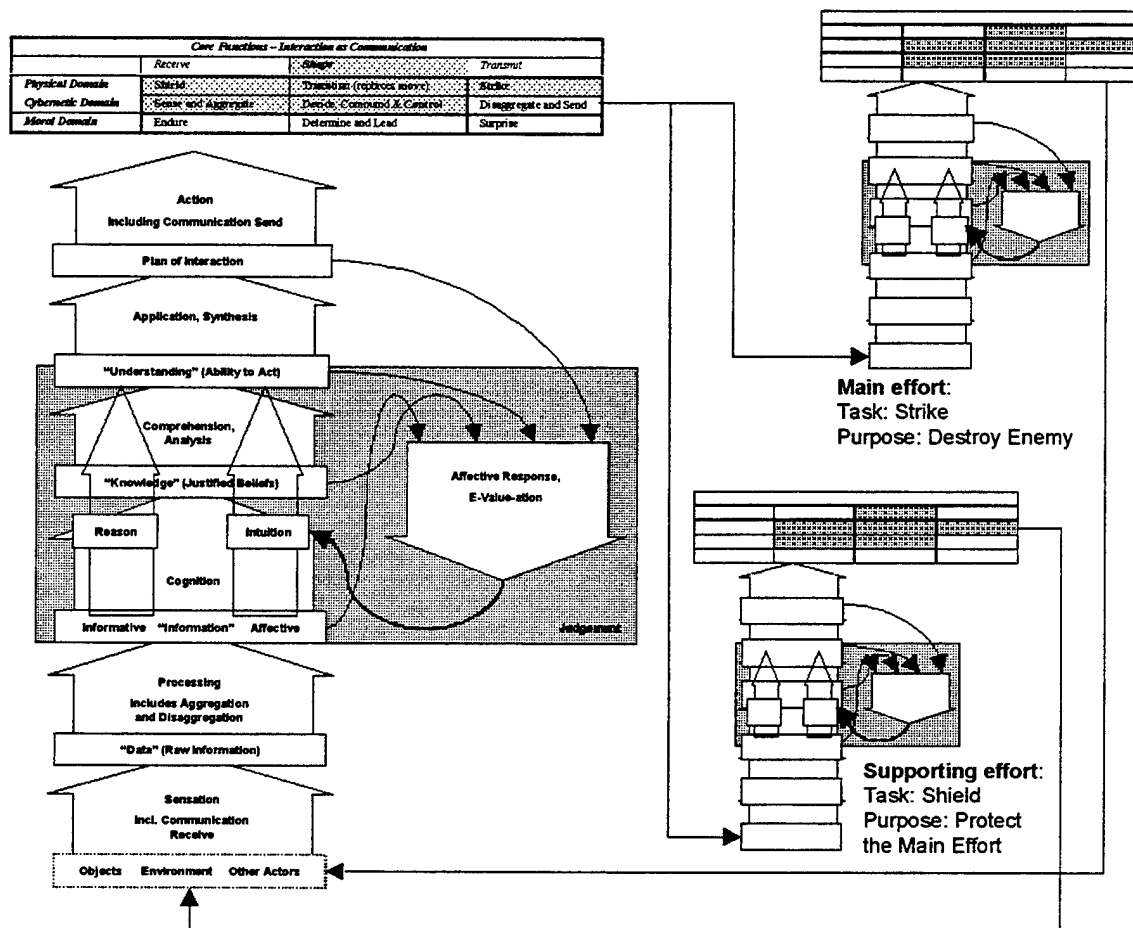 Core Functions – Interaction as Communication
Receive Shape Transmit
Physical Domain Shield Transition (replaces move) Strike
Cybernetic Domain Sense and Aggregate Decide, Compound & Control Disaggregate and Send
Moral Domain Endure Determine and Lead Surprise
Action
Including Communication Send
Plan of Interaction
Application, Synthesis
"Understanding" (Ability to Act)
Comprehension,
Analysis
"Knowledge" (Justified Beliefs)
Reason Intuition
Cognition
Informative "Information" Affective
Affective Response,
E-Value-ation
Judgement
Processing
Includes Aggregation
and Disaggregation
"Data" (Raw Information)
Sensation
Incl. Communication
Receive
Objects Environment Other Actors
Main effort:
Task: Strike
Purpose: Destroy Enemy
Supporting effort:
Task: Shield
Purpose: Protect
the Main Effort